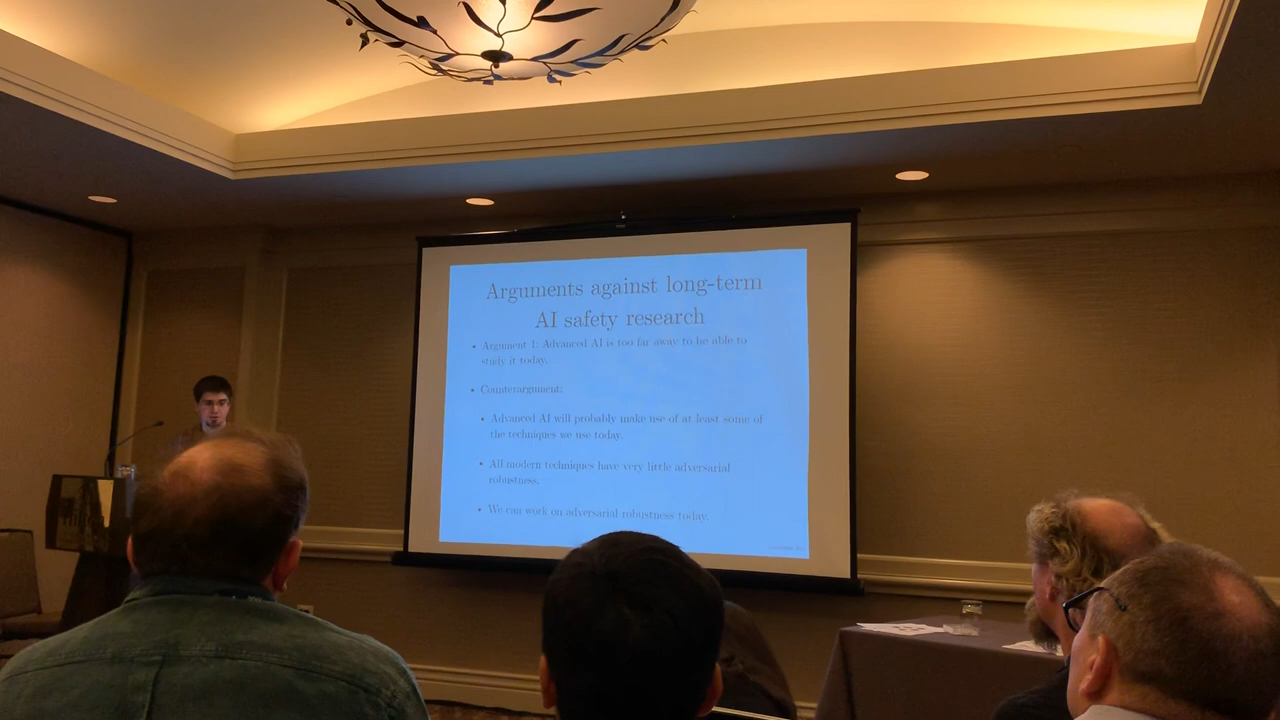 Arguments against long-term
AI safety research
• Argument 1: Advanced AI is too far away to be able to
study it today.
• Counterargument:
• Advanced AI will probably make use of at least some of
the techniques we use today.
• All modern techniques have very little adversarial
robustness.
• We can work on adversarial robustness today.